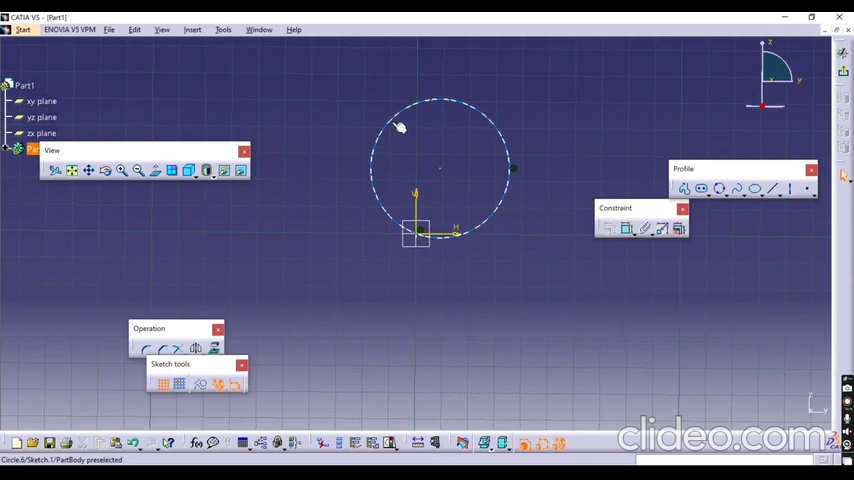 CATIA V5 - [Part1]
Start ENOVIA V5 VPM File Edit View Insert Tools Window Help
z
y
x
Part1
xy plane
yz plane
zx plane
Par
View
Profile
Constraint
V
H
Operation
Sketch tools
z
y
clideo.com
Circle.6/Sketch.1/PartBody preselected